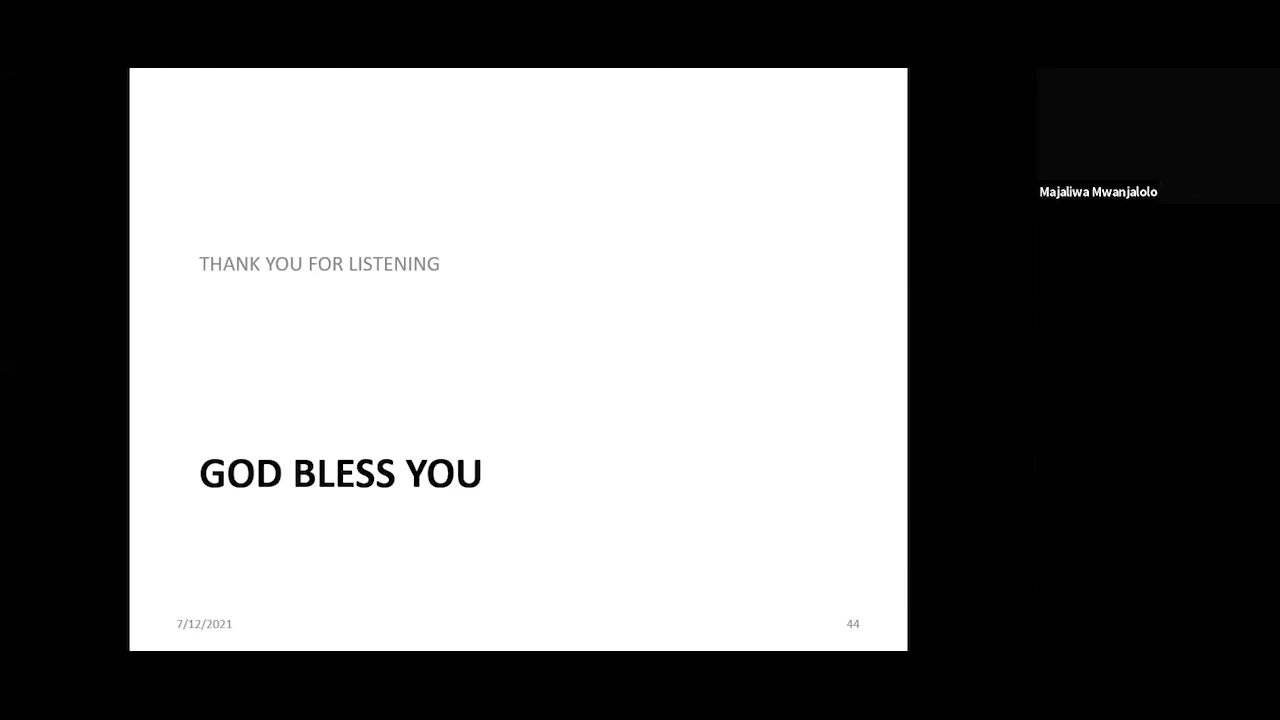 THANK YOU FOR LISTENING
GOD BLESS YOU
7/12/2021
44
Majaliwa Mwanjalolo